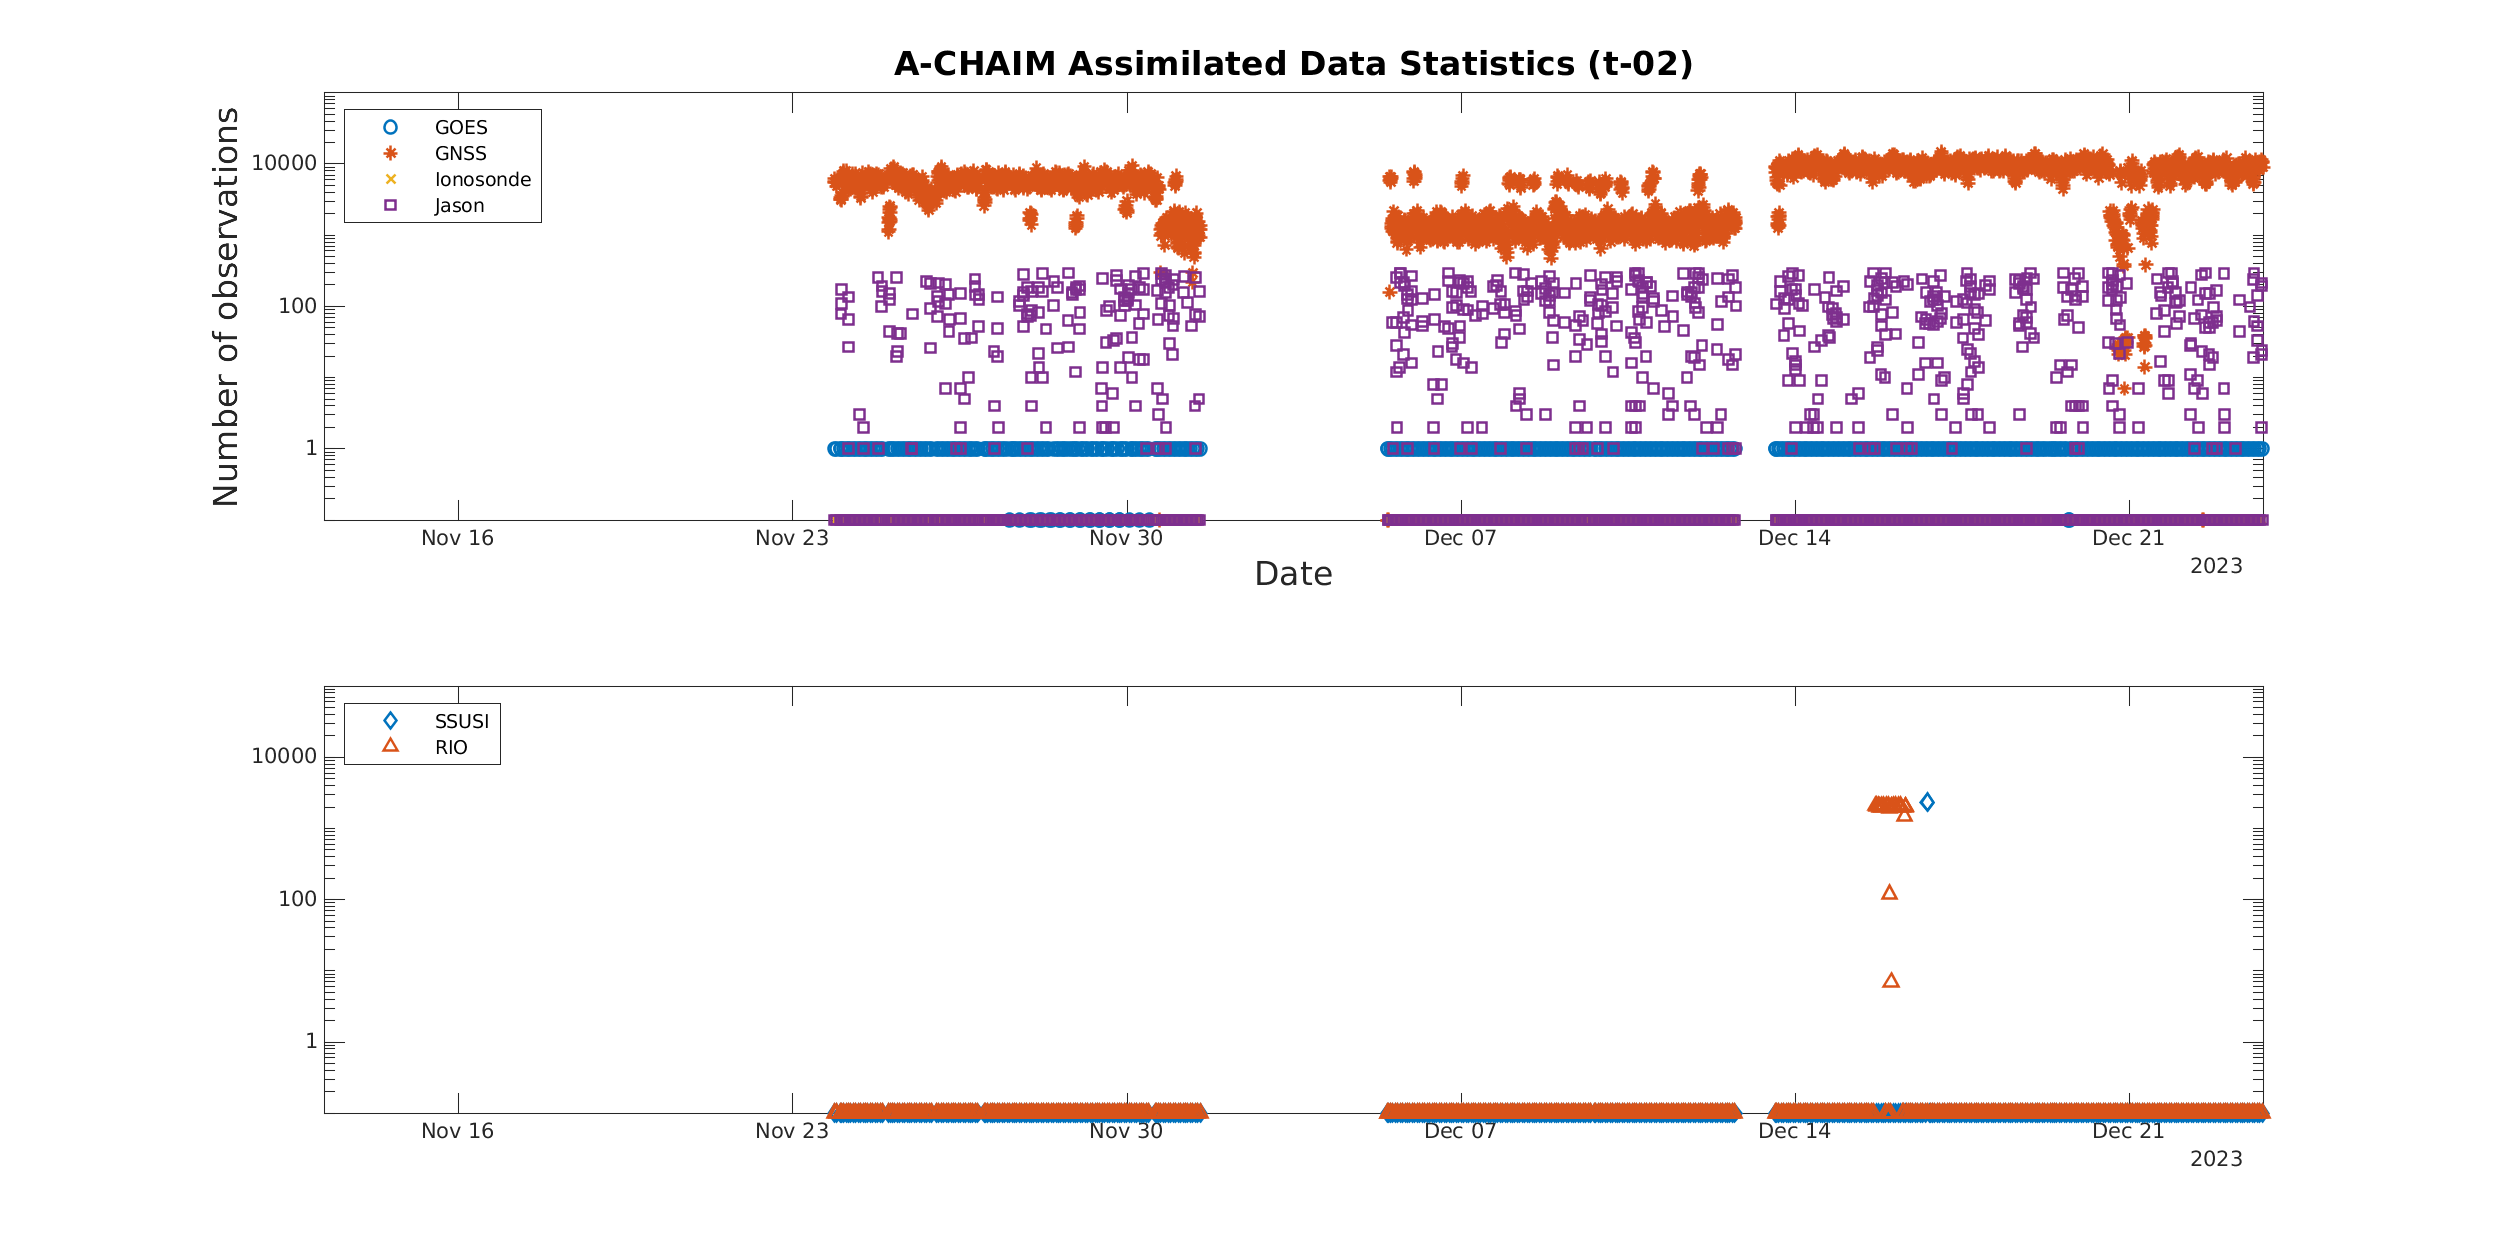 A-CHAIM Assimilated Data Statistics (t-02)
Number of observations
10000
100
1
GOES
GNSS
Ionosonde
Jason
Nov 16
Nov 23
Nov 30
Dec 07
Dec 14
Dec 21
2023
Date
10000
100
1
SSUSI
RIO
Nov 16
Nov 23
Nov 30
Dec 07
Dec 14
Dec 21
2023